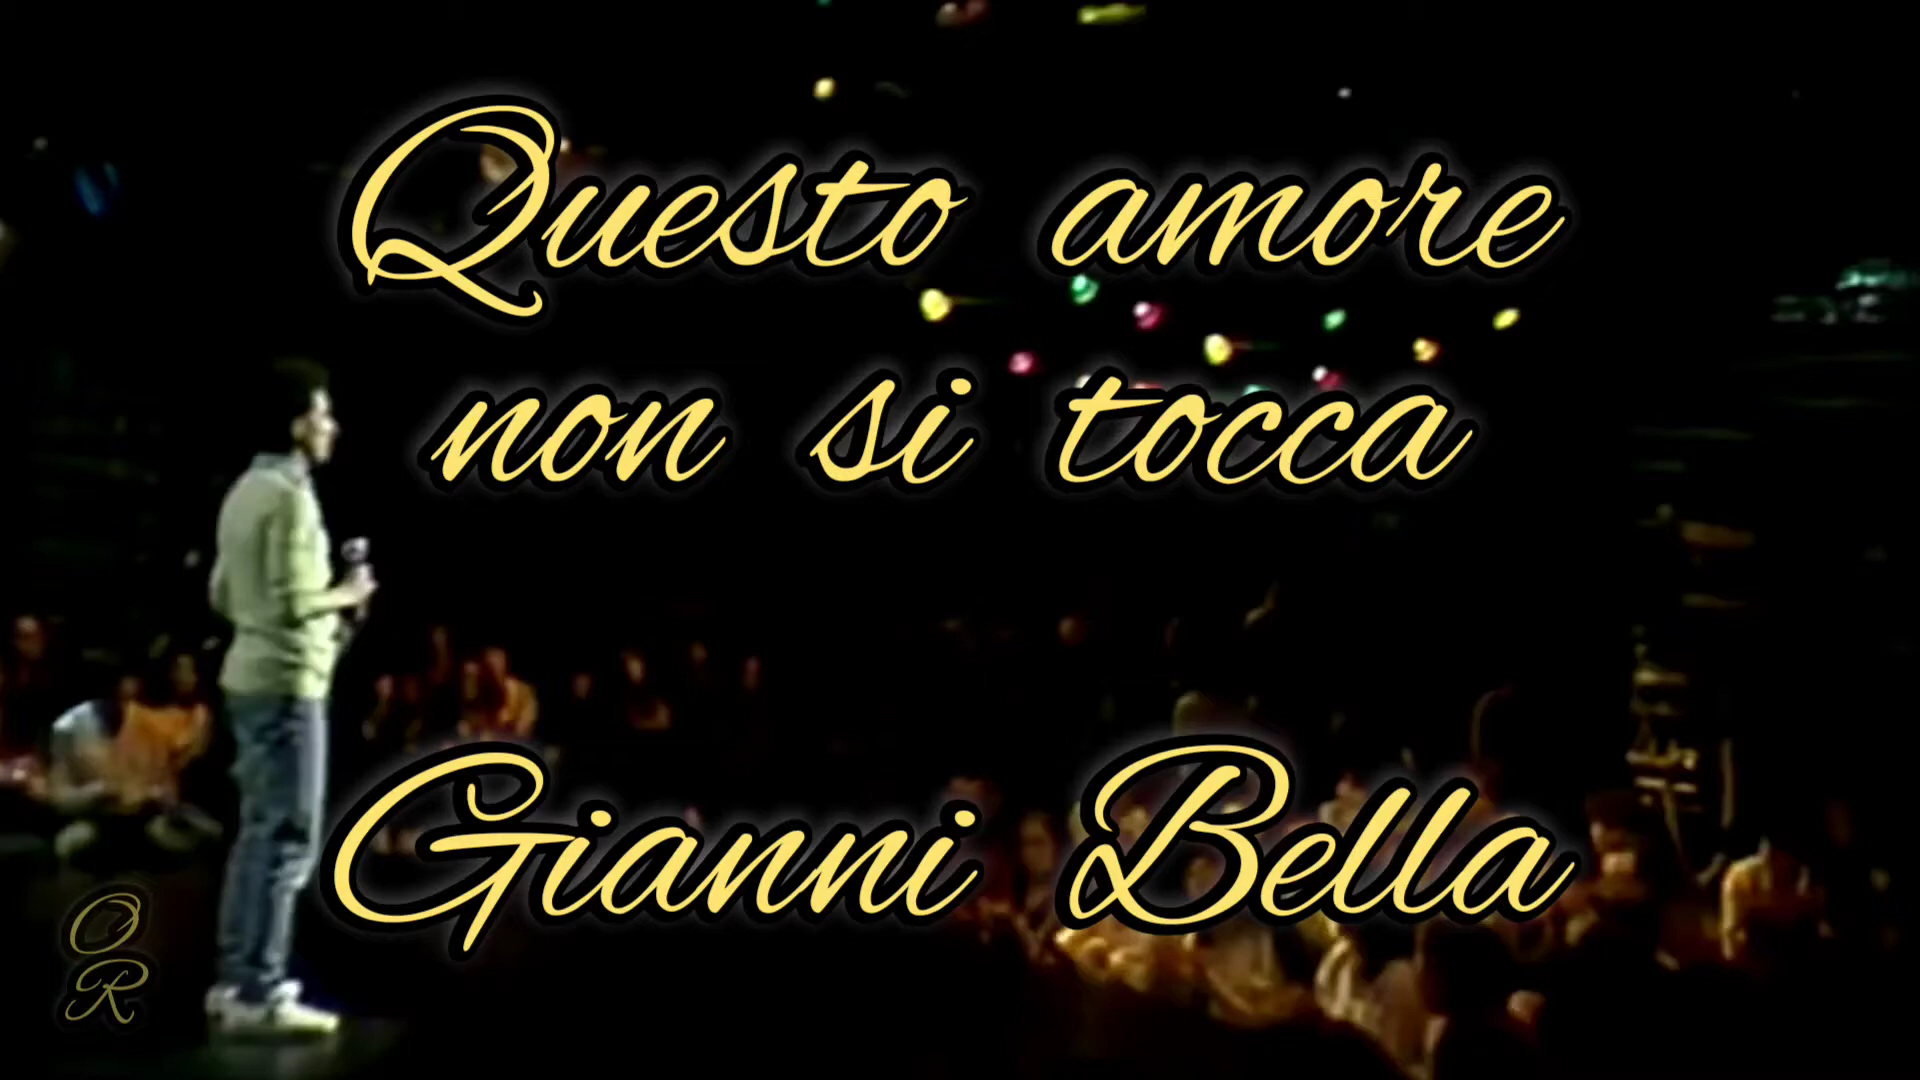 Questo amore
non si tocca
Gianni Bella
O
R